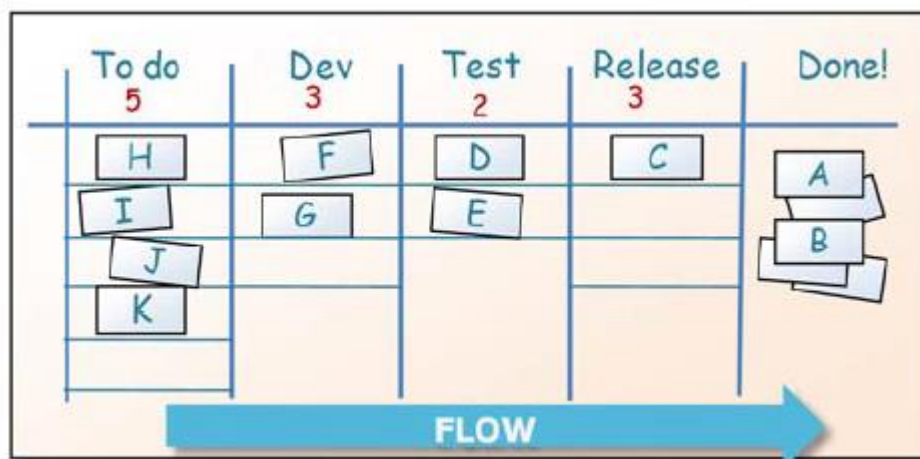 To do Dev Test Release Done!
5 3 2 3
H F D C A
I G E B
J
K
FLOW